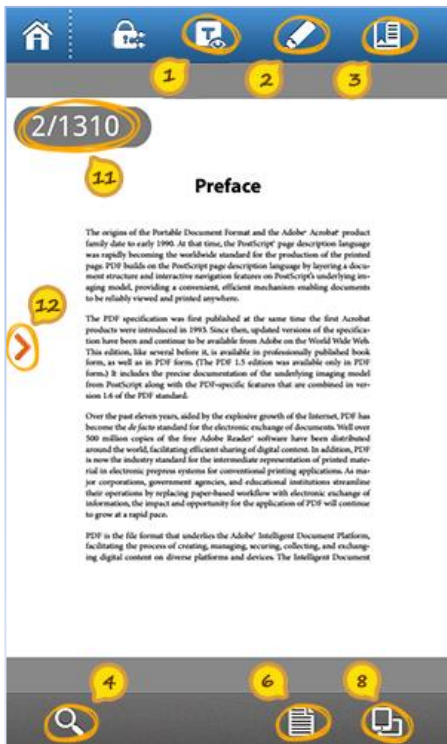 T
1
2
3
2/1310
11
Preface
The origins of the Portable Document Format and the Adobe® Acrobat® product
family date to early 1990. At that time, the PostScript® page description language
was rapidly becoming the worldwide standard for the production of the printed
page. PDF builds on the PostScript page description language by layering a docu-
ment structure and interactive navigation features on PostScript's underlying im-
aging model, providing a convenient, efficient mechanism enabling documents
to be reliably viewed and printed anywhere.
12
The PDF specification was first published at the same time the first Acrobat
products were introduced in 1993. Since then, updated versions of the specifica-
tion have been and continue to be available from Adobe on the World Wide Web.
This edition, like several before it, is available in professionally published book
form, as well as in PDF form. (The PDF 1.5 edition was available only in PDF
form.) It includes the precise documentation of the underlying imaging model
from PostScript along with the PDF-specific features that are combined in ver-
sion 1.6 of the PDF standard.
Over the past eleven years, aided by the explosive growth of the Internet, PDF has
become the de facto standard for the electronic exchange of documents. Well over
500 million copies of the free Adobe Reader® software have been distributed
around the world, facilitating efficient sharing of digital content. In addition, PDF
is now the industry standard for the intermediate representation of printed mate-
rial in electronic prepress systems for conventional printing applications. As ma-
jor corporations, government agencies, and educational institutions streamline
their operations by replacing paper-based workflow with electronic exchange of
information, the impact and opportunity for the application of PDF will continue
to grow at a rapid pace.
PDF is the file format that underlies the Adobe® Intelligent Document Platform,
facilitating the process of creating, managing, securing, collecting, and exchang-
ing digital content on diverse platforms and devices. The Intelligent Document
4
6
8